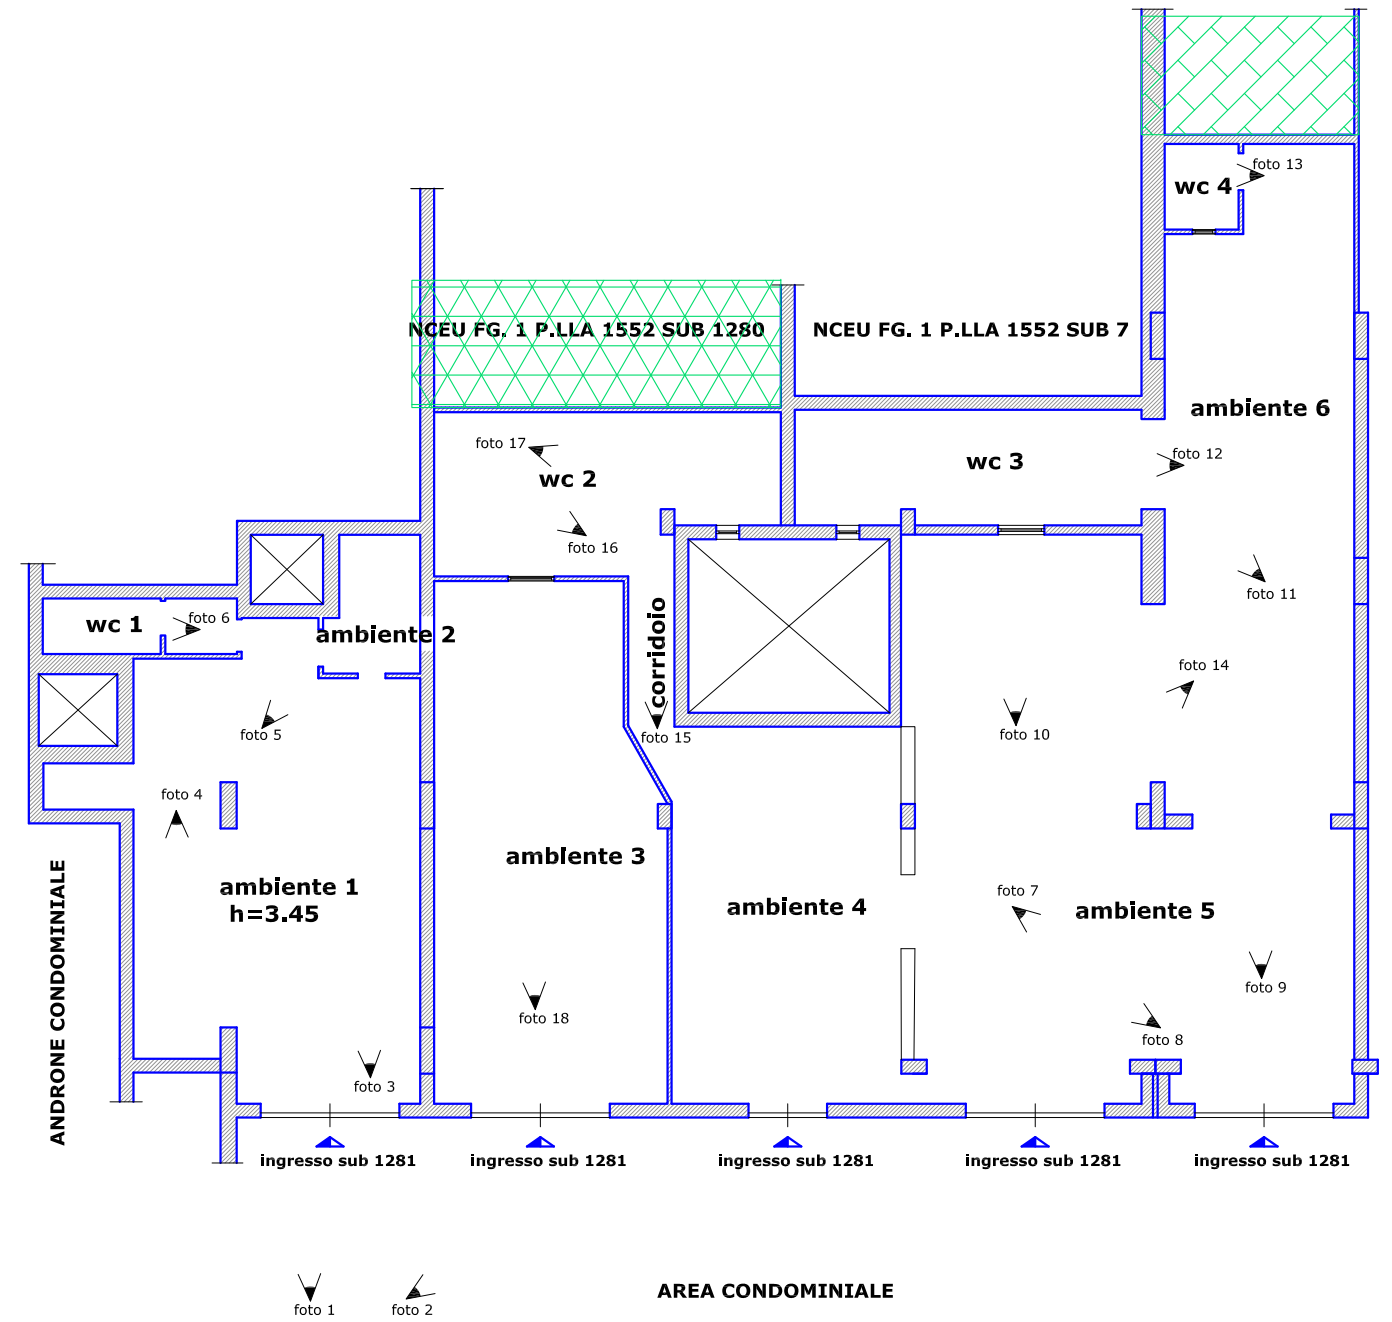 foto 13
wc 4
NCEU FG. 1 P.LLA 1552 SUB 1280
NCEU FG. 1 P.LLA 1552 SUB 7
ambiente 6
foto 17
wc 2
wc 3
foto 12
foto 16
foto 11
wc 1
foto 6
ambiente 2
corridoio
foto 14
foto 5
foto 15
foto 10
foto 4
ambiente 3
ambiente 1
h=3.45
foto 7
ambiente 4
ambiente 5
ANDRONE CONDOMINIALE
foto 9
foto 18
foto 8
foto 3
ingresso sub 1281
ingresso sub 1281
ingresso sub 1281
ingresso sub 1281
ingresso sub 1281
foto 1
foto 2
AREA CONDOMINIALE